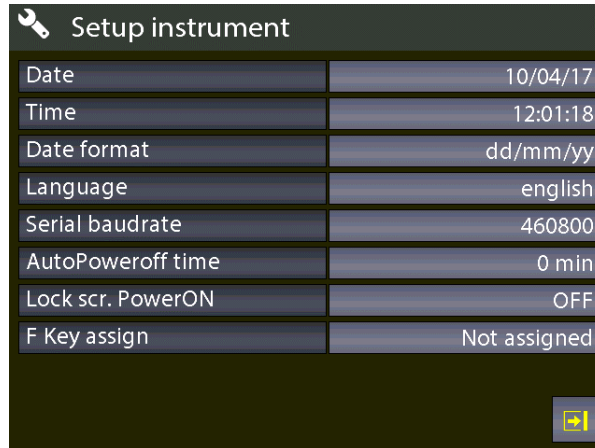 Setup instrument
Date 10/04/17
Time 12:01:18
Date format dd/mm/yy
Language english
Serial baudrate 460800
AutoPoweroff time 0 min
Lock scr. PowerON OFF
F Key assign Not assigned